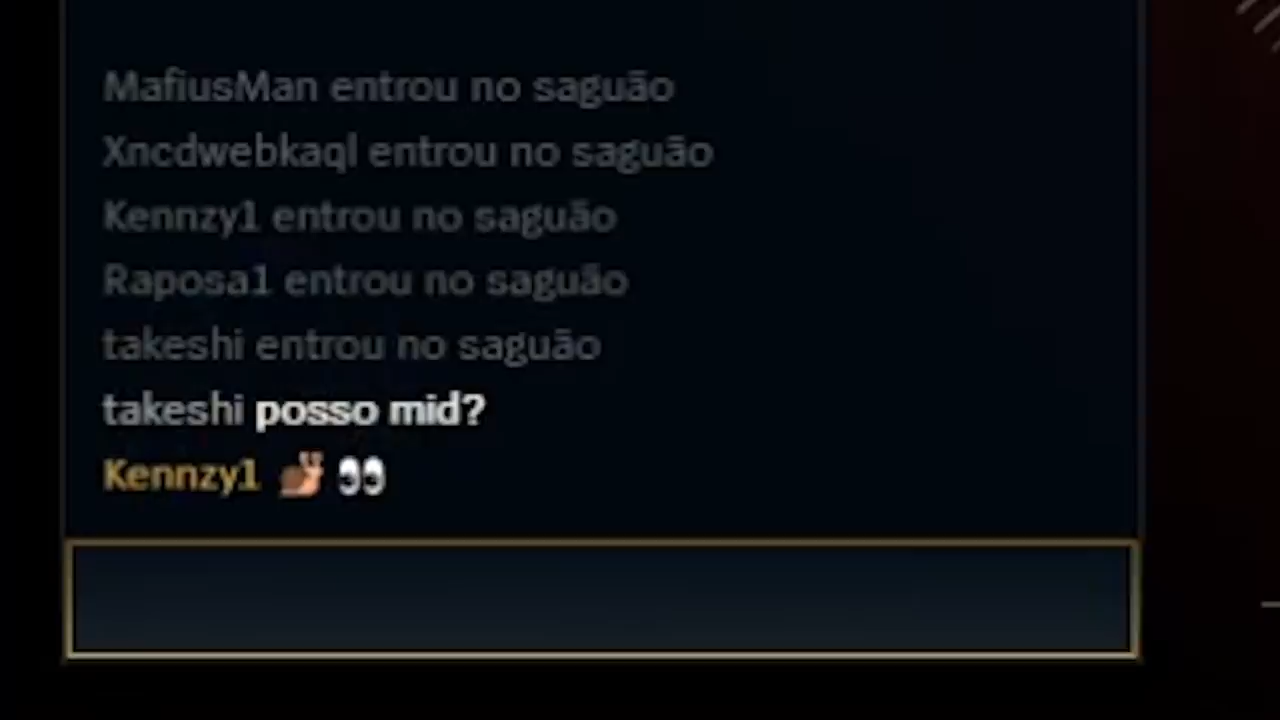 MafiusMan entrou no saguão
Xncdwebkaql entrou no saguão
Kennzy1 entrou no saguão
Raposa1 entrou no saguão
takeshi entrou no saguão
takeshi posso mid?
Kennzy1 🐌 👀